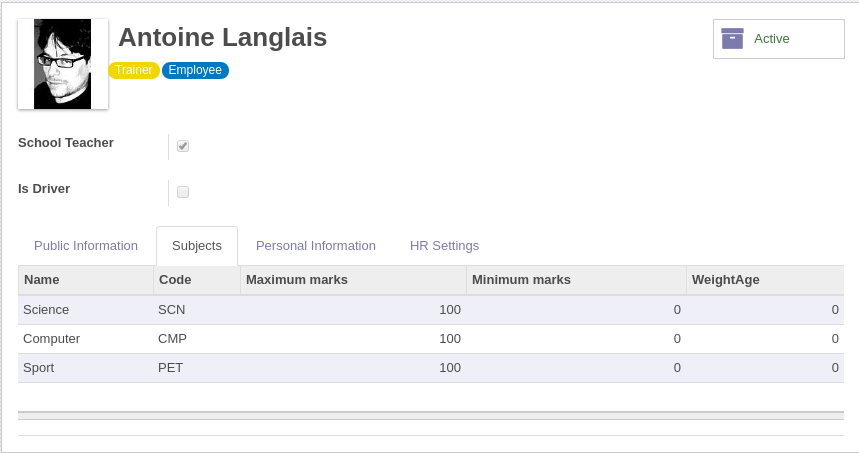 Antoine Langlais
Active
Trainer Employee
School Teacher
Is Driver
Public Information Subjects Personal Information HR Settings
Name Code Maximum marks Minimum marks WeightAge
Science SCN 100 0 0
Computer CMP 100 0 0
Sport PET 100 0 0